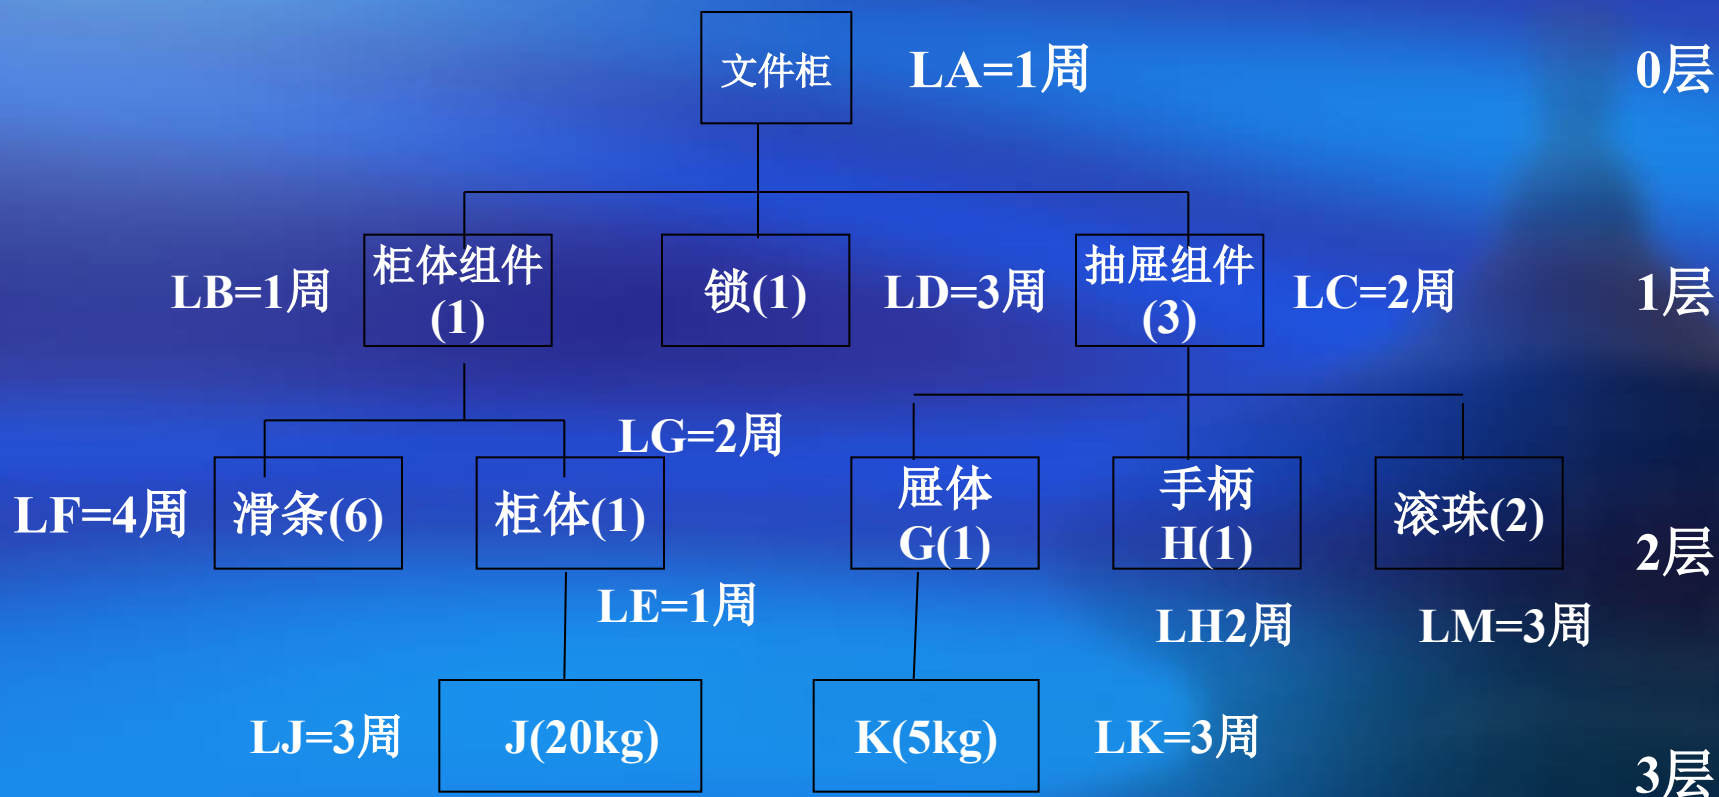 文件柜
LA=1周
0层
LB=1周
柜体组件
(1)
锁(1)
LD=3周
抽屉组件
(3)
LC=2周
1层
LG=2周
LF=4周
滑条(6)
柜体(1)
屉体
G(1)
手柄
H(1)
滚珠(2)
2层
LE=1周
LH2周
LM=3周
LJ=3周
J(20kg)
K(5kg)
LK=3周
3层